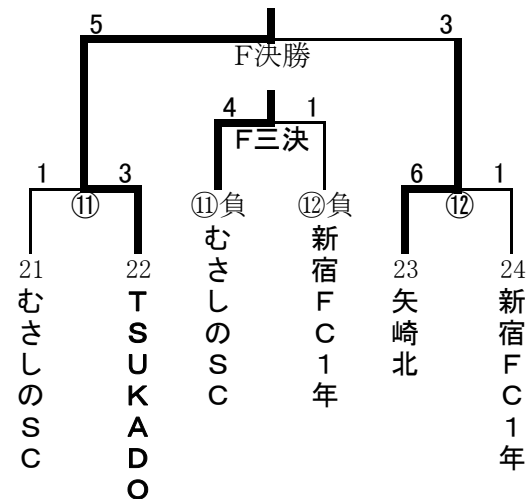 5 3
F決勝
4 1
F三決
1 3 6 1
⑪ ⑪負 ⑫負 ⑫
21 22 23 24
むさしのSC
TSUKADO
むさしのSC
新宿FC1年
矢崎北
新宿FC1年